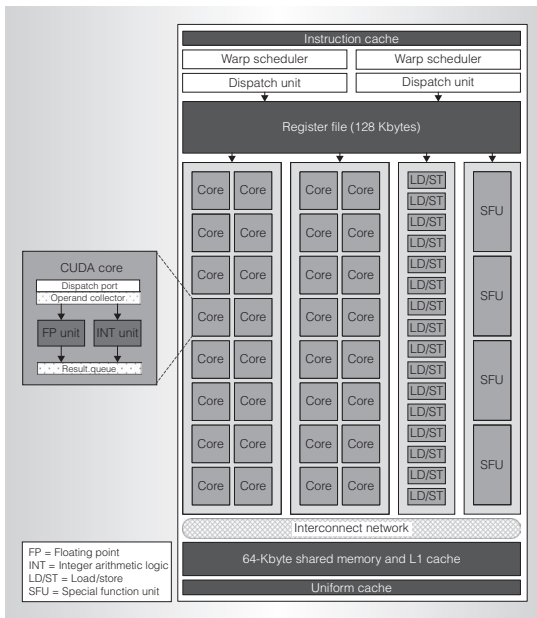 Instruction cache
Warp scheduler Warp scheduler
Dispatch unit Dispatch unit
Register file (128 Kbytes)
Core Core Core Core LD/ST SFU
LD/ST
Core Core Core Core LD/ST
LD/ST
Core Core Core Core LD/ST SFU
LD/ST
Core Core Core Core LD/ST
LD/ST
Core Core Core Core LD/ST SFU
LD/ST
Core Core Core Core LD/ST
LD/ST
Core Core Core Core LD/ST SFU
LD/ST
Core Core Core Core LD/ST
LD/ST
CUDA core
Dispatch port
Operand collector
FP unit INT unit
Result queue
Interconnect network
64-Kbyte shared memory and L1 cache
Uniform cache
FP = Floating point
INT = Integer arithmetic logic
LD/ST = Load/store
SFU = Special function unit